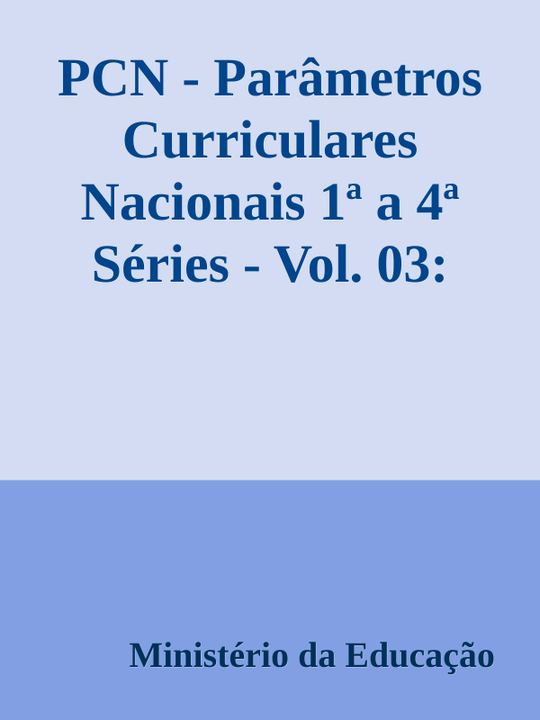 PCN - Parâmetros
Curriculares
Nacionais 1ª a 4ª
Séries - Vol. 03:
Ministério da Educação